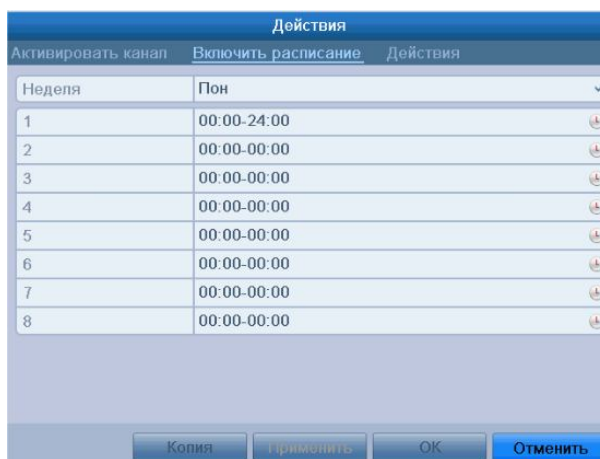 Действия
Активировать канал Включить расписание Действия
Неделя Пон
1 00:00-24:00
2 00:00-00:00
3 00:00-00:00
4 00:00-00:00
5 00:00-00:00
6 00:00-00:00
7 00:00-00:00
8 00:00-00:00
Копия Применить OK Отменить